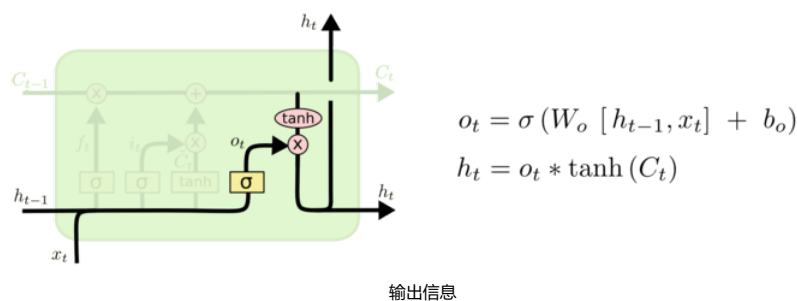 h_t
C_{t-1}
C_t
x
+
tanh
f_t
i_t
o_t
x
x
C̃_t
σ
σ
tanh
σ
h_{t-1}
h_t
x_t
o_t = σ (W_o [h_{t-1}, x_t] + b_o)
h_t = o_t * tanh (C_t)
输出信息